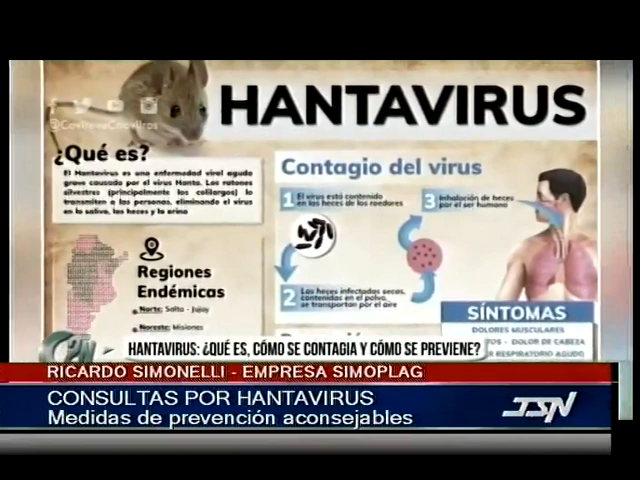 HANTAVIRUS
¿Qué es?
El Hantavirus es una enfermedad viral aguda
grave causada por el virus Hanta. Los ratones
silvestres (principalmente los colilargos) lo
transmiten a las personas, eliminando el virus
en la saliva, las heces y la orina
Contagio del virus
1 El virus está contenido
en las heces de los roedores
3 Inhalación de heces
por el ser humano
2 Las heces infectadas secas,
contenidas en el polvo,
se transportan por el aire
Regiones
Endémicas
Norte: Salta - Jujuy
Noreste: Misiones
SÍNTOMAS
DOLORES MUSCULARES
TOS - DOLOR DE CABEZA
RESPIRATORIO AGUDO
HANTAVIRUS: ¿QUÉ ES, CÓMO SE CONTAGIA Y CÓMO SE PREVIENE?
RICARDO SIMONELLI - EMPRESA SIMOPLAG
CONSULTAS POR HANTAVIRUS
Medidas de prevención aconsejables
JSN